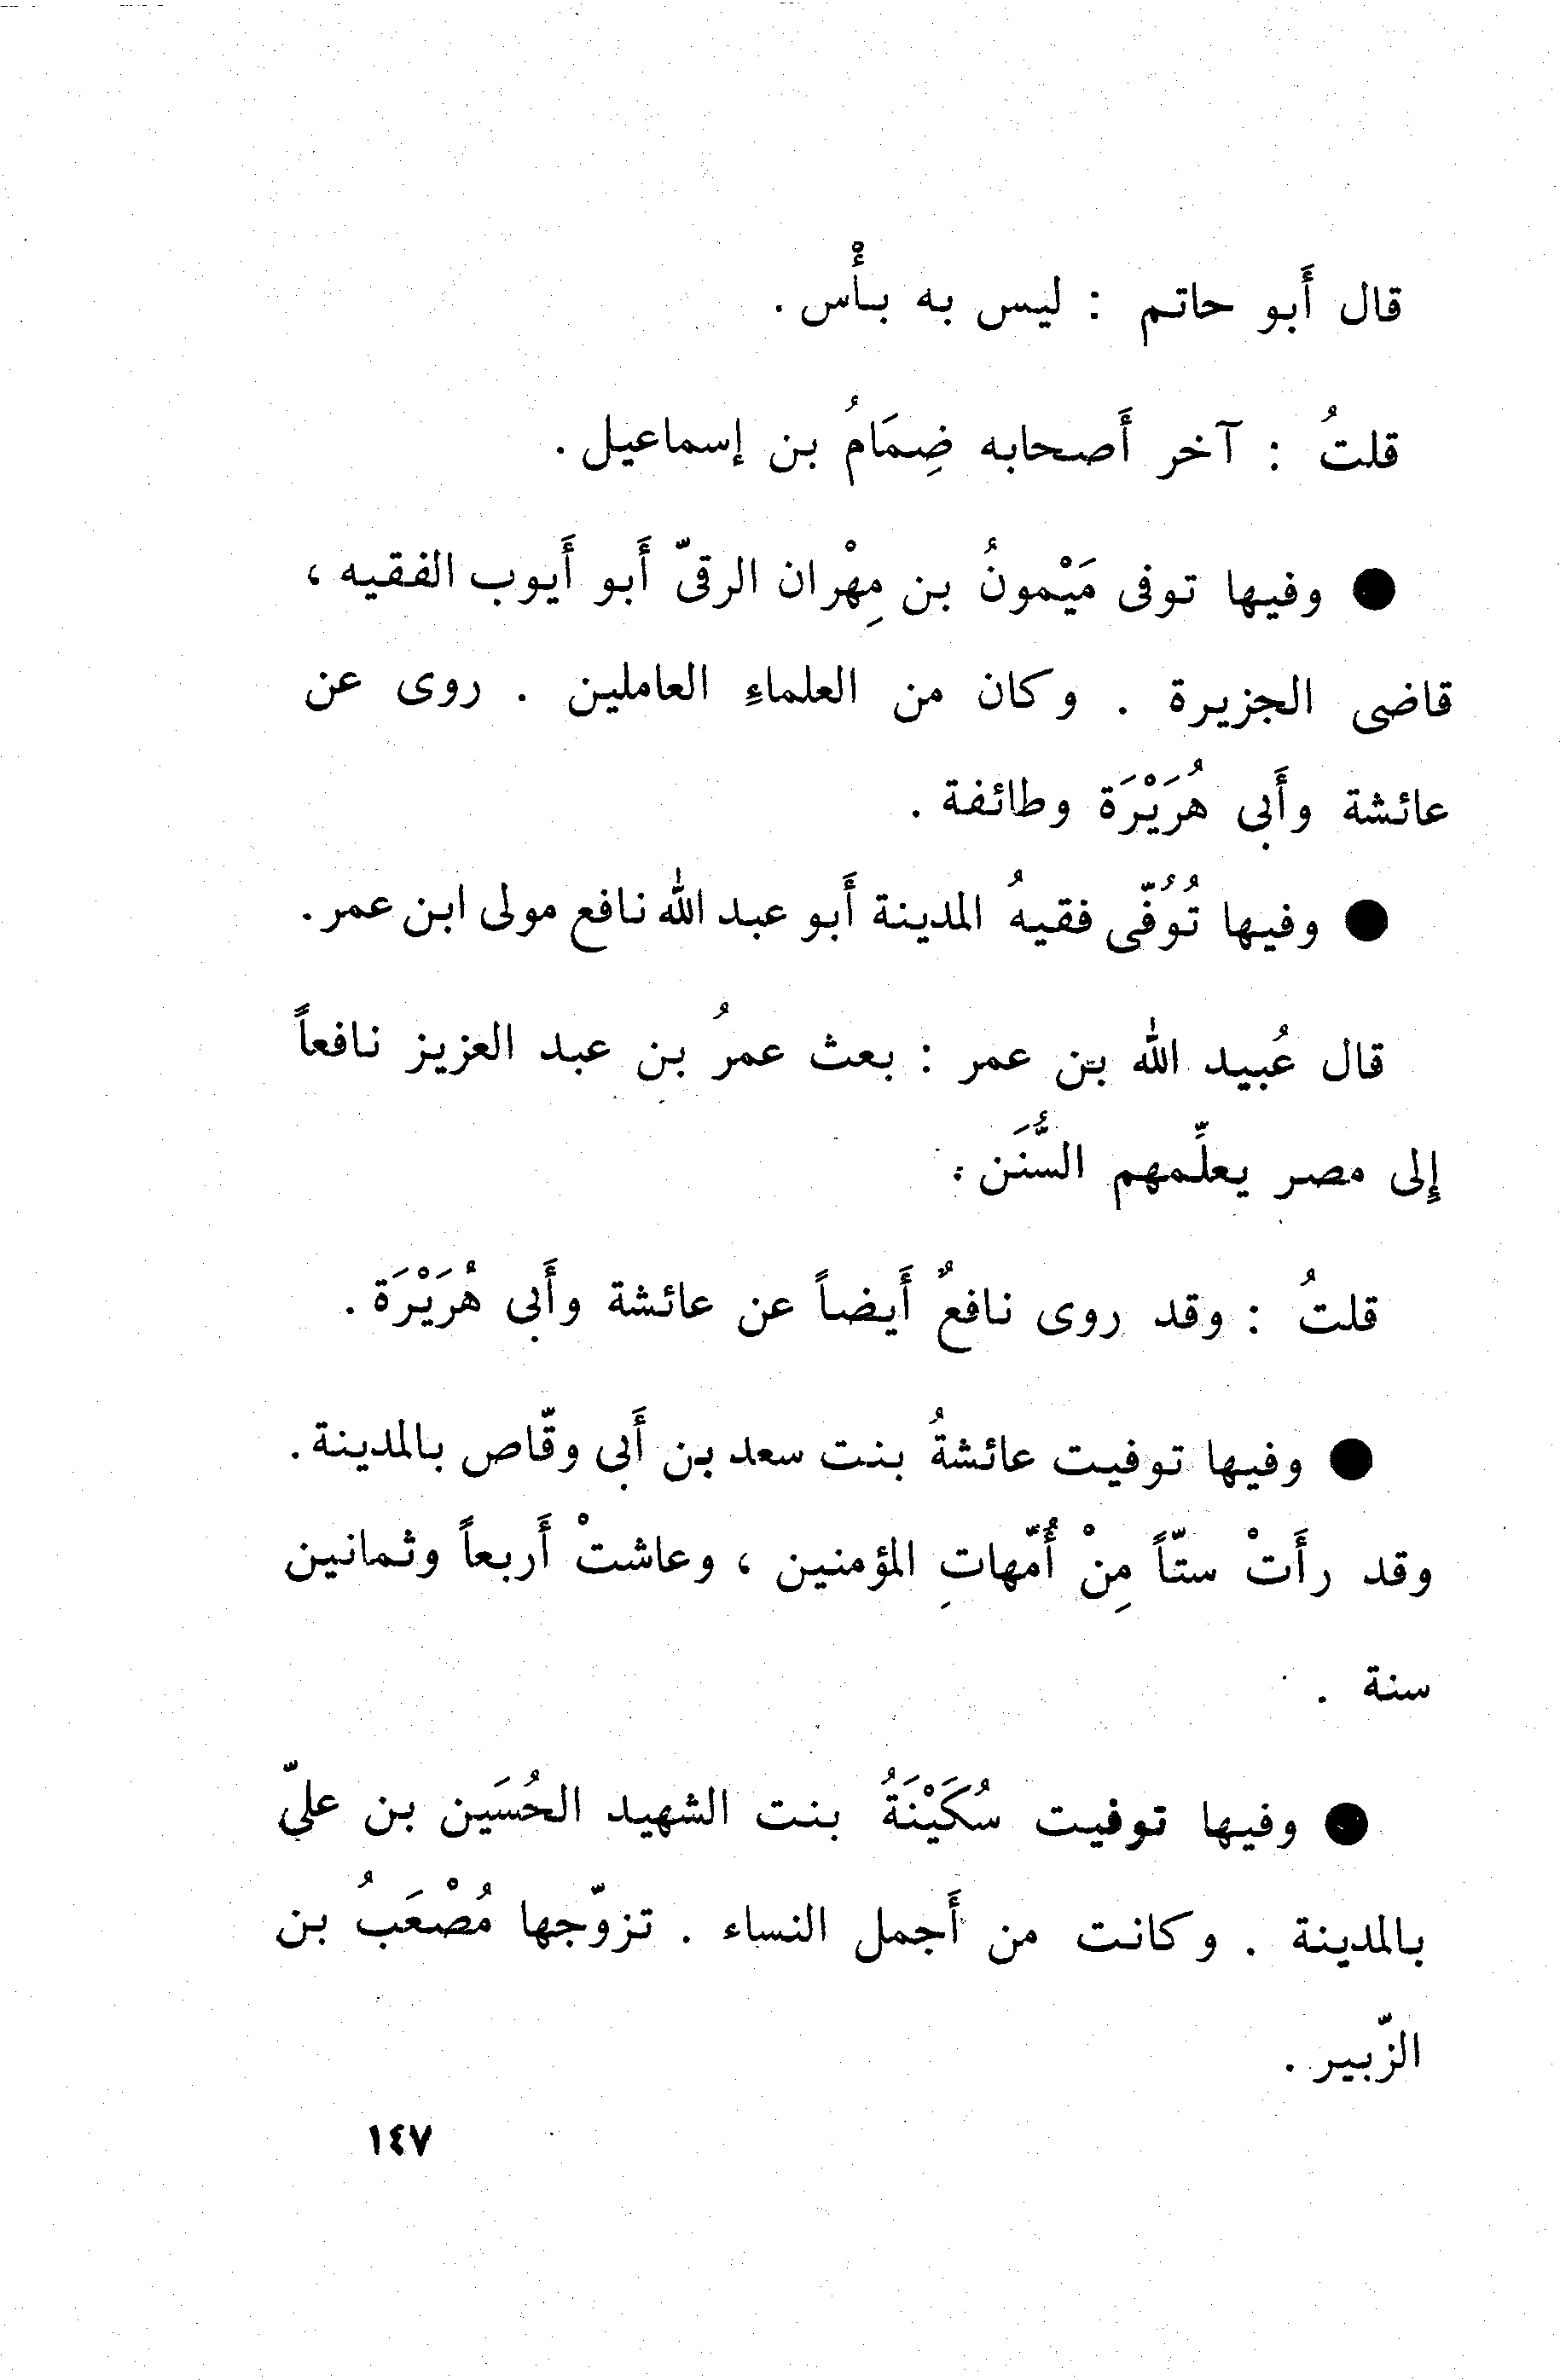 قال أَبو حاتم : ليس به بأْس .
قلتُ : آخر أَصحابه ضِمَامُ بن إسماعيل .
● وفيها توفى مَيْمونُ بن مِهْران الرقىّ أَبو أَيوب الفقيه ،
قاضى الجزيرة . وكان من العلماءِ العاملين . روى عن
عائشة وأَبى هُرَيْرَة وطائفة .
● وفيها تُوُفّى فقيهُ المدينة أَبو عبد الله نافع مولى ابن عمر .
قال عُبيد الله بن عمر : بعث عمرُ بن عبد العزيز نافعاً
إِلى مصر يعلِّمهم السُّنَن .
قلتُ : وقد روى نافعٌ أَيضاً عن عائشة وأَبى هُرَيْرَة .
● وفيها توفيت عائشةُ بنت سعد بن أَبى وقّاص بالمدينة .
وقد رأَتْ ستّاً مِنْ أُمّهاتِ المؤمنين ، وعاشتْ أَربعاً وثمانين
سنة .
● وفيها توفيت سُكَيْنَةُ بنت الشهيد الحُسَين بن علىّ
بالمدينة . وكانت من أَجمل النساء . تزوّجها مُصْعَبُ بن
الزّبير .
١٤٧